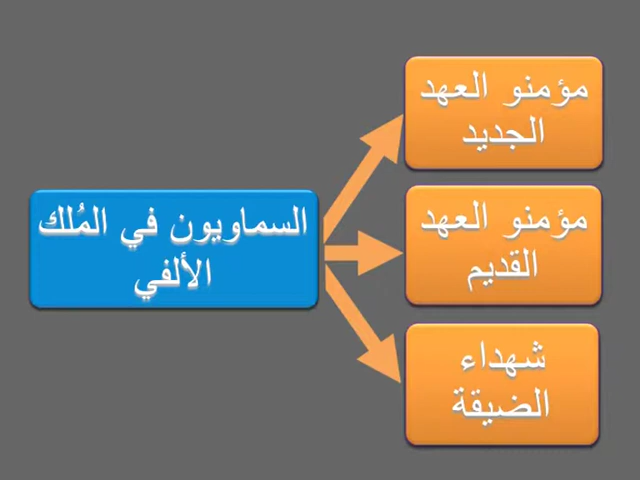 السماويون في المُلك
الألفي
مؤمنو العهد
الجديد
مؤمنو العهد
القديم
شهداء
الضيقة